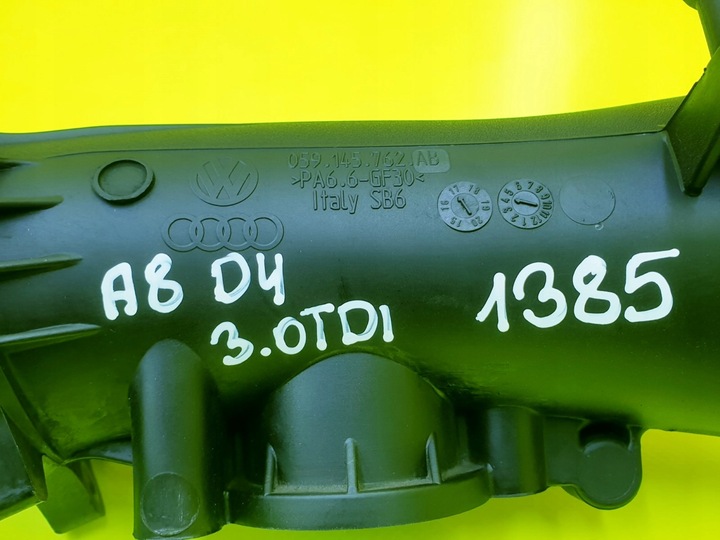 059.145.762 AB
>PA6.6-GF30<
Italy SB6
A8 D4
3.0TDI
1385